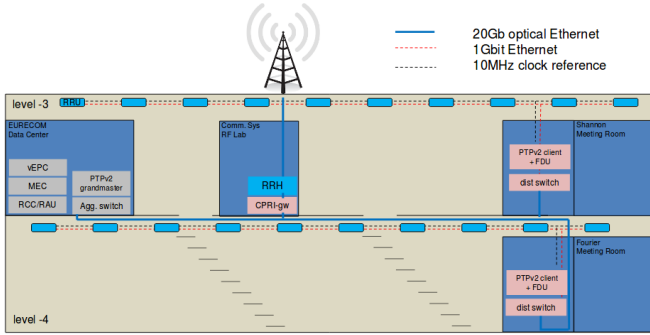 20Gb optical Ethernet
1Gbit Ethernet
10MHz clock reference
level -3
RRU
EURECOM
Data Center
vEPC
MEC
RCC/RAU
PTPv2
grandmaster
Agg. switch
Comm. Sys
RF Lab
RRH
CPRI-gw
PTPv2 client
+ FDU
dist switch
Shannon
Meeting Room
level -4
PTPv2 client
+ FDU
dist switch
Fourier
Meeting Room